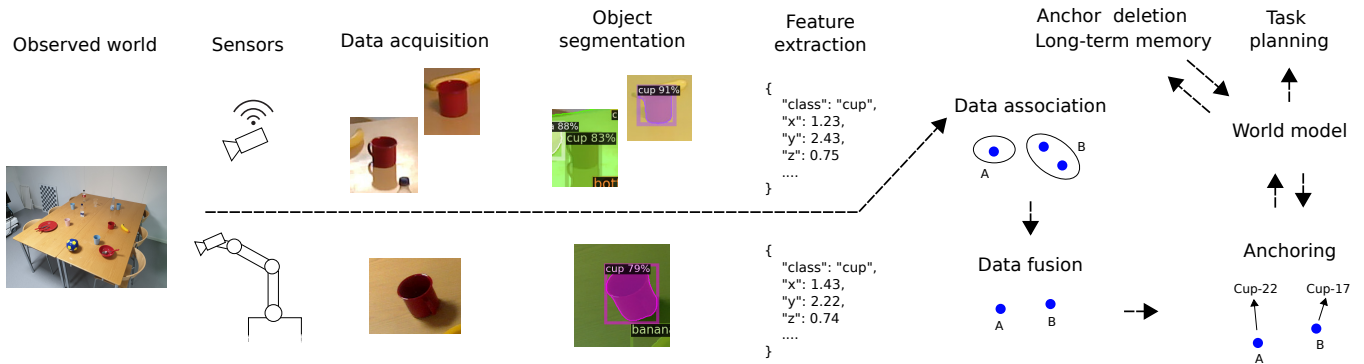 Observed world
Sensors
Data acquisition
Object
segmentation
Feature
extraction
Anchor deletion
Long-term memory
Task
planning
cup 91%
88%
cup 83%
bot
{
"class": "cup",
"x": 1.23,
"y": 2.43,
"z": 0.75
....
}
Data association
A
B
World model
cup 79%
banana
{
"class": "cup",
"x": 1.43,
"y": 2.22,
"z": 0.74
....
}
Data fusion
A
B
Anchoring
Cup-22
Cup-17
A
B